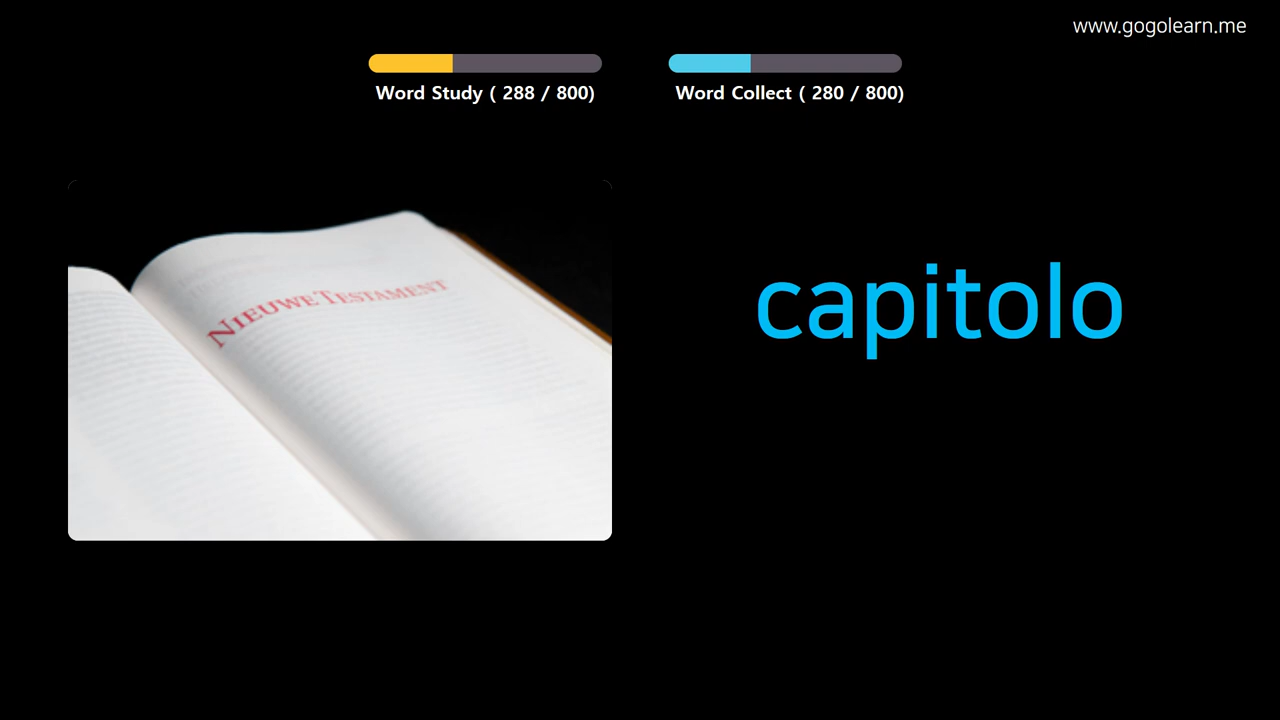 www.gogolearn.me
Word Study ( 288 / 800)
Word Collect ( 280 / 800)
NIEUWE TESTAMENT
capitolo